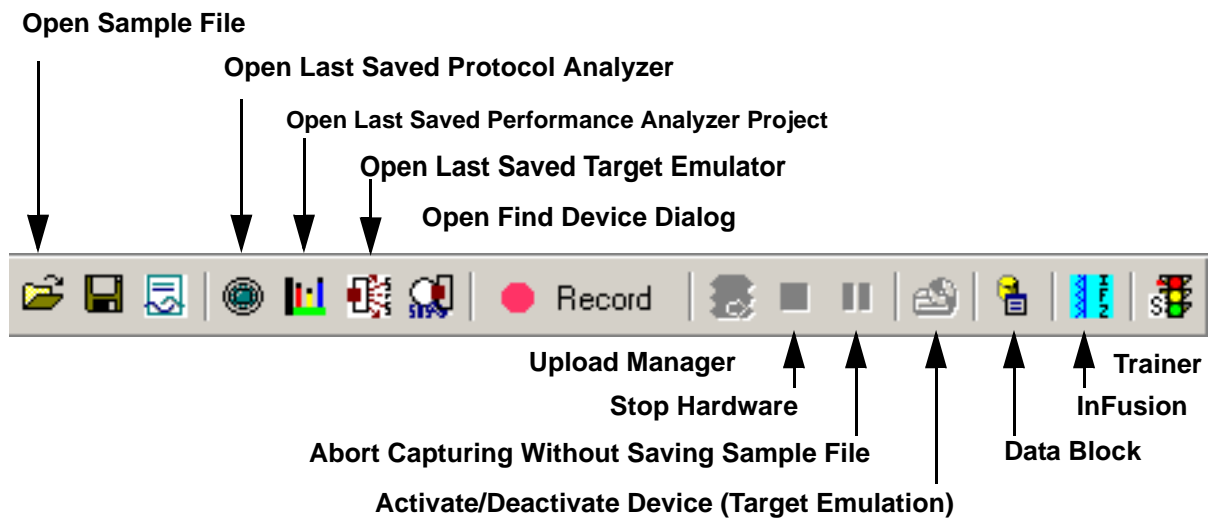 Open Sample File
Open Last Saved Protocol Analyzer
Open Last Saved Performance Analyzer Project
Open Last Saved Target Emulator
Open Find Device Dialog
STPG
Record
IFZ
S
Upload Manager
Trainer
Stop Hardware
InFusion
Abort Capturing Without Saving Sample File
Data Block
Activate/Deactivate Device (Target Emulation)